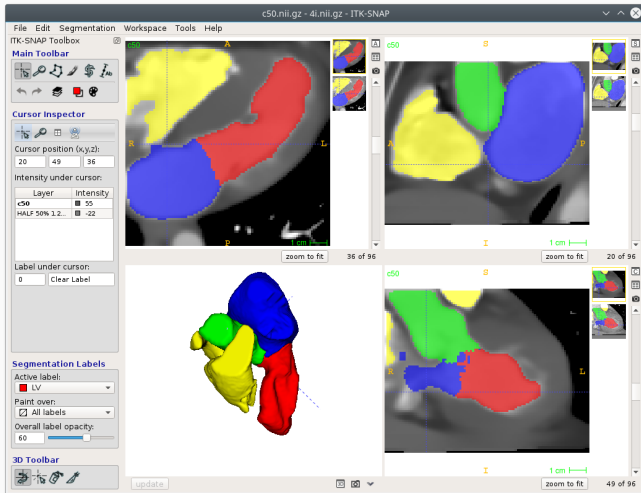 c50.nii.gz - 4i.nii.gz - ITK-SNAP
File Edit Segmentation Workspace Tools Help
ITK-SNAP Toolbox
Main Toolbar
Cursor Inspector
Cursor position (x,y,z):
20 49 36
Intensity under cursor:
Layer Intensity
c50 55
HALF 50% 1.2... -22
Label under cursor:
0 Clear Label
Segmentation Labels
Active label:
LV
Paint over:
All labels
Overall label opacity:
60
3D Toolbar
c50
A
R
L
P
1 cm
A
zoom to fit 36 of 96
c50
S
A
P
I
1 cm
S
zoom to fit 20 of 96
update
3D
c50
S
R
L
I
1 cm
C
zoom to fit 49 of 96